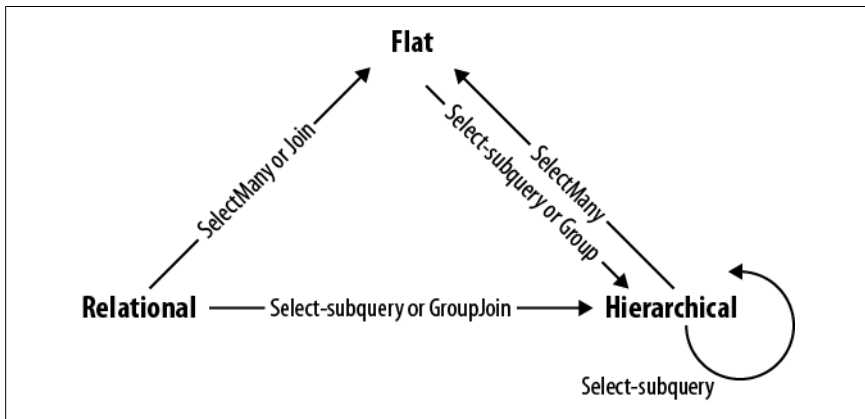 Flat
SelectMany or Join
Select-subquery or Group
SelectMany
Relational
Select-subquery or GroupJoin
Hierarchical
Select-subquery